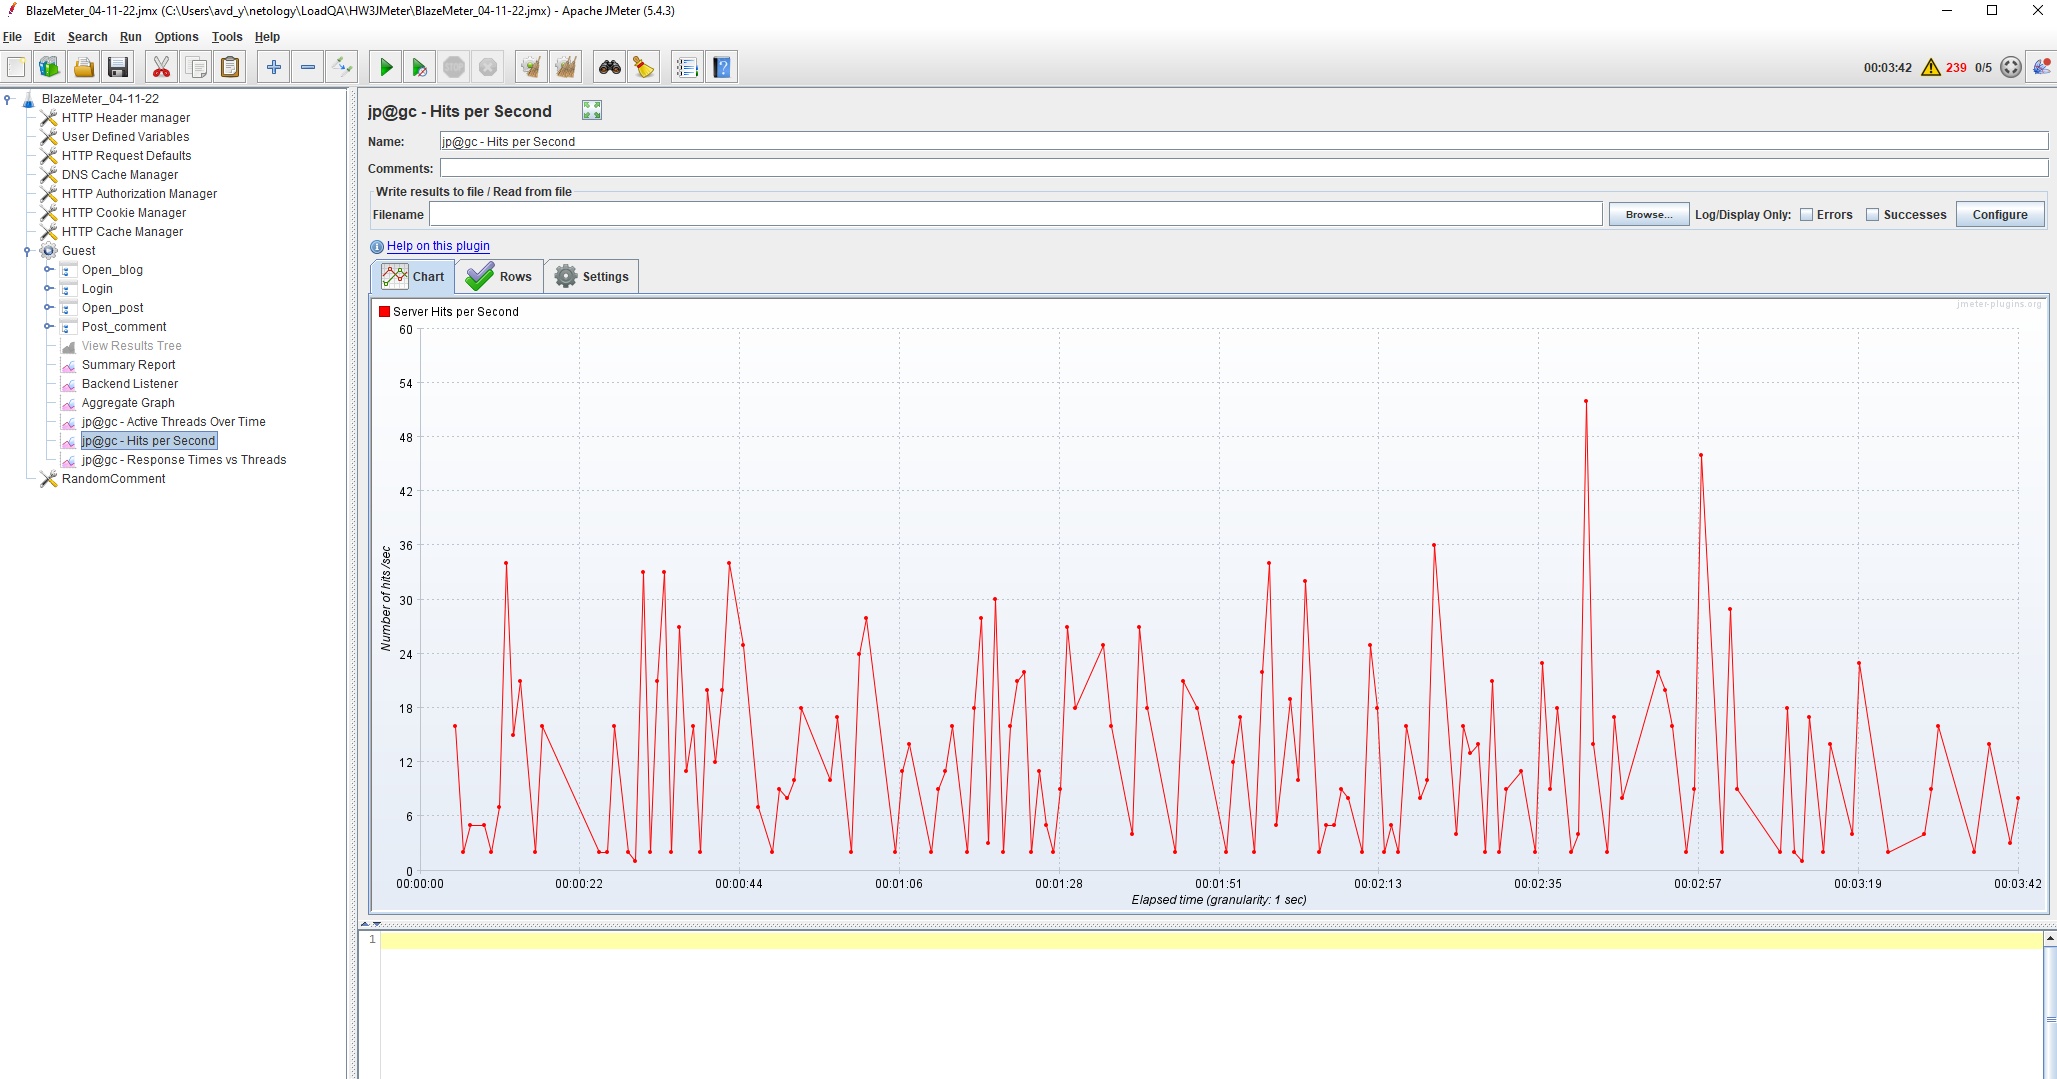 BlazeMeter_04-11-22.jmx (C:\Users\avd_y\netology\LoadQA\HW3JMeter\BlazeMeter_04-11-22.jmx) - Apache JMeter (5.4.3)
File Edit Search Run Options Tools Help
00:03:42 239 0/5
BlazeMeter_04-11-22
HTTP Header manager
User Defined Variables
HTTP Request Defaults
DNS Cache Manager
HTTP Authorization Manager
HTTP Cookie Manager
HTTP Cache Manager
Guest
Open_blog
Login
Open_post
Post_comment
View Results Tree
Summary Report
Backend Listener
Aggregate Graph
jp@gc - Active Threads Over Time
jp@gc - Hits per Second
jp@gc - Response Times vs Threads
RandomComment
jp@gc - Hits per Second
Name: jp@gc - Hits per Second
Comments:
Write results to file / Read from file
Filename Browse... Log/Display Only: Errors Successes Configure
Help on this plugin
Chart Rows Settings
jmeter-plugins.org
Server Hits per Second
60
54
48
42
36
30
24
18
12
6
0
Number of hits /sec
00:00:00 00:00:22 00:00:44 00:01:06 00:01:28 00:01:51 00:02:13 00:02:35 00:02:57 00:03:19 00:03:42
Elapsed time (granularity: 1 sec)
1